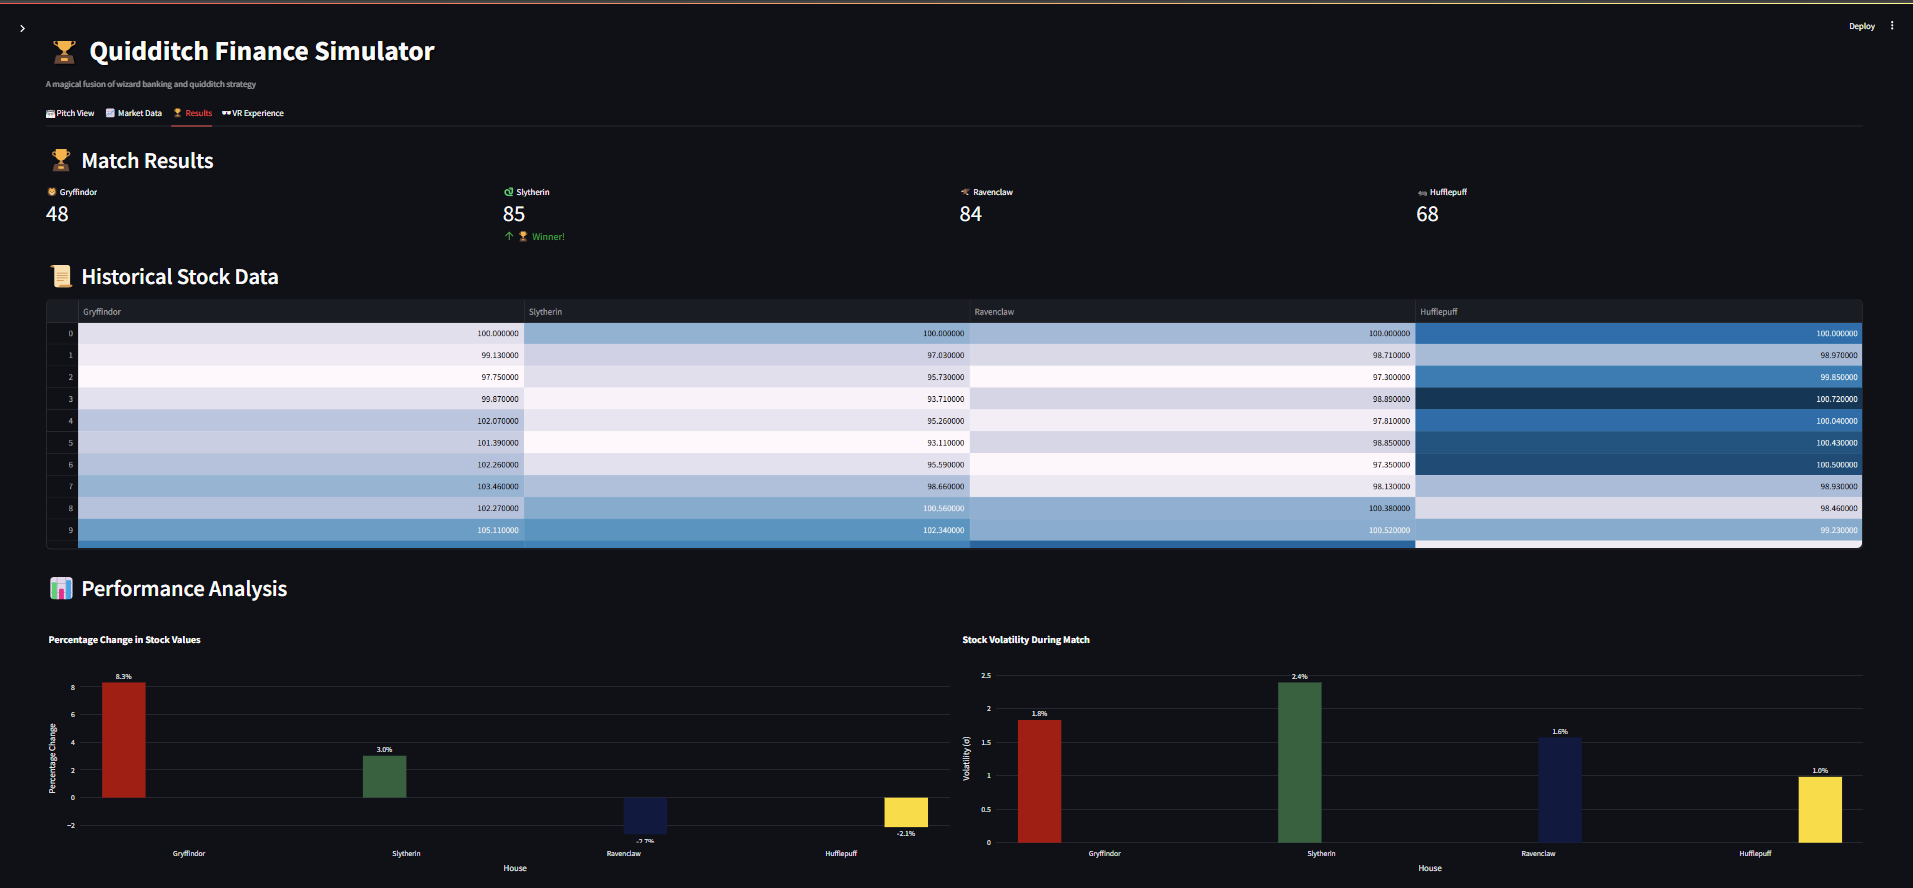 Deploy
Quidditch Finance Simulator
A magical fusion of wizard banking and quidditch strategy
Pitch View Market Data Results VR Experience
Match Results
Gryffindor Slytherin Ravenclaw Hufflepuff
48 85 84 68
Winner!
Historical Stock Data
Gryffindor Slytherin Ravenclaw Hufflepuff
0 100.000000 100.000000 100.000000 100.000000
1 99.130000 97.030000 98.710000 98.970000
2 97.750000 95.730000 97.300000 99.850000
3 99.870000 93.710000 98.890000 100.720000
4 102.070000 95.260000 97.810000 100.040000
5 101.390000 93.110000 98.850000 100.430000
6 102.260000 95.590000 97.350000 100.500000
7 103.460000 98.660000 98.130000 98.930000
8 102.270000 100.560000 100.380000 98.460000
9 105.110000 102.340000 100.520000 99.230000
Performance Analysis
Percentage Change in Stock Values
8.3%
3.0%
-2.7%
-2.1%
8
6
4
2
0
−2
Percentage Change
Gryffindor Slytherin Ravenclaw Hufflepuff
House
Stock Volatility During Match
1.8%
2.4%
1.6%
1.0%
2.5
2
1.5
1
0.5
0
Volatility (σ)
Gryffindor Slytherin Ravenclaw Hufflepuff
House